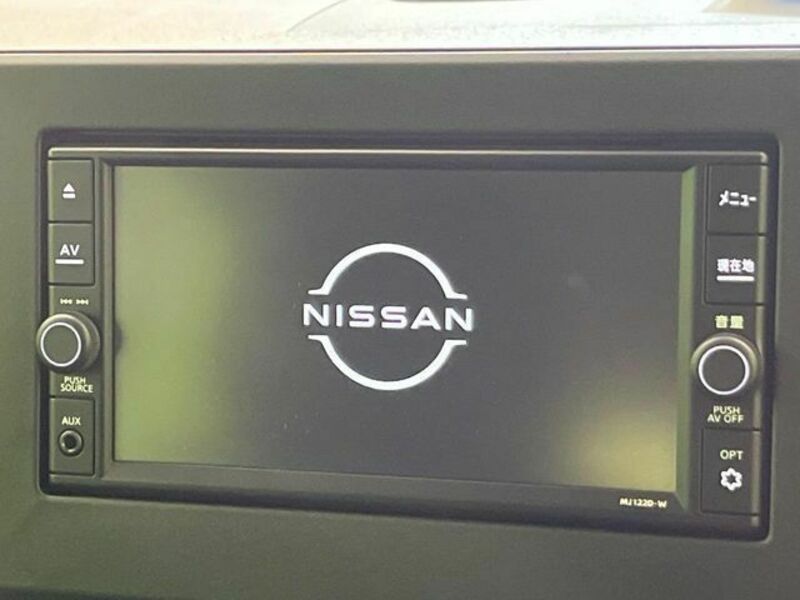 AV
PUSH
SOURCE
AUX
NISSAN
MJ122D-W
メニュー
現在地
音量
PUSH
AV OFF
OPT